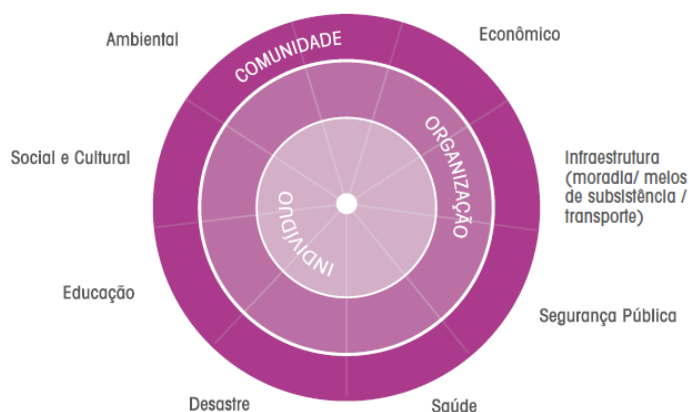 Ambiental
Econômico
COMUNIDADE
Social e Cultural
ORGANIZAÇÃO
Infraestrutura
(moradia/ meios
de subsistência /
transporte)
INDIVÍDUO
Educação
Segurança Pública
Desastre
Saúde